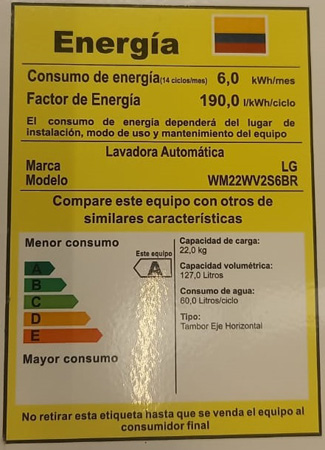 Energía
Consumo de energía(14 ciclos/mes) 6,0 kWh/mes
Factor de Energía 190,0 l/kWh/ciclo
El consumo de energía dependerá del lugar de
instalación, modo de uso y mantenimiento del equipo
Lavadora Automática
Marca LG
Modelo WM22WV2S6BR
Compare este equipo con otros de
similares características
Menor consumo
Este equipo
A
A
B
C
D
E
Mayor consumo
Capacidad de carga:
22,0 kg
Capacidad volumétrica:
127,0 Litros
Consumo de agua:
60,0 Litros/ciclo
Tipo:
Tambor Eje Horizontal
No retirar esta etiqueta hasta que se venda el equipo al
consumidor final